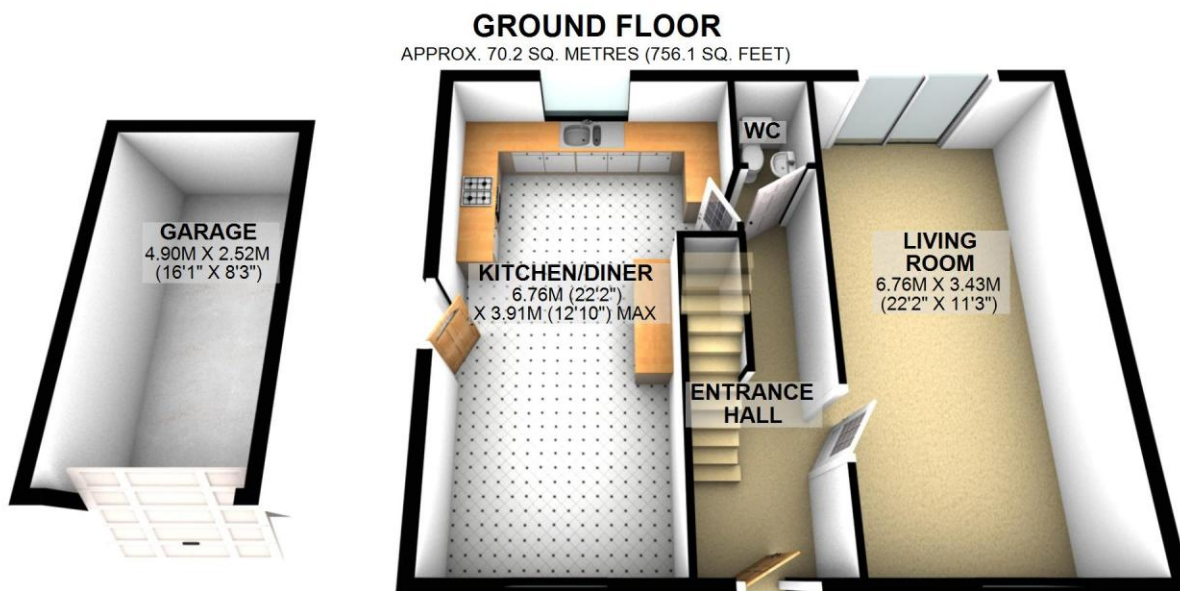 GROUND FLOOR
APPROX. 70.2 SQ. METRES (756.1 SQ. FEET)
WC
GARAGE
4.90M X 2.52M
(16'1" X 8'3")
KITCHEN/DINER
6.76M (22'2")
X 3.91M (12'10") MAX
LIVING
ROOM
6.76M X 3.43M
(22'2" X 11'3")
ENTRANCE
HALL